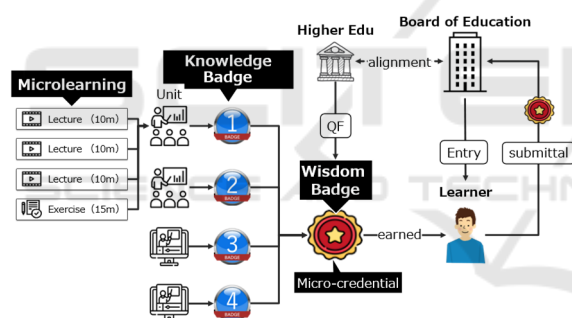 Higher Edu
Board of Education
Knowledge
Badge
Microlearning
Unit
alignment
Lecture (10m)
Lecture (10m)
Lecture (10m)
Exercise (15m)
1
BADGE
2
BADGE
3
BADGE
4
BADGE
QF
Entry
submittal
Wisdom
Badge
Learner
earned
Micro-credential